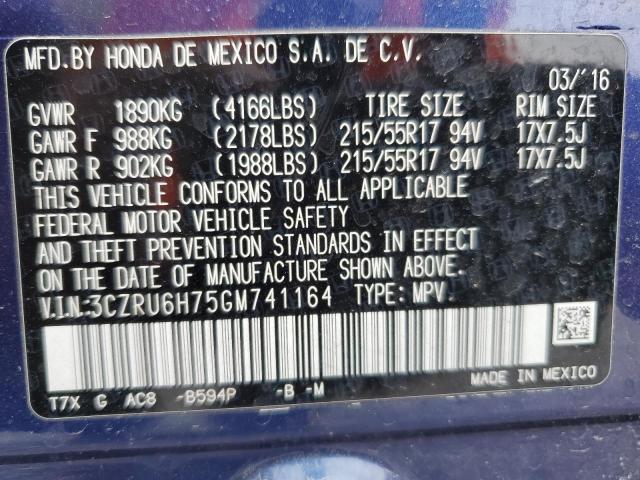 MFD.BY HONDA DE MEXICO S.A. DE C.V.
03/'16
GVWR 1890KG (4166LBS) TIRE SIZE RIM SIZE
GAWR F 988KG (2178LBS) 215/55R17 94V 17X7.5J
GAWR R 902KG (1988LBS) 215/55R17 94V 17X7.5J
THIS VEHICLE CONFORMS TO ALL APPLICABLE
FEDERAL MOTOR VEHICLE SAFETY
AND THEFT PREVENTION STANDARDS IN EFFECT
ON THE DATE OF MANUFACTURE SHOWN ABOVE.
V.I.N:3CZRU6H75GM741164 TYPE: MPV.
T7X G AC8 -B594P -B -M MADE IN MEXICO